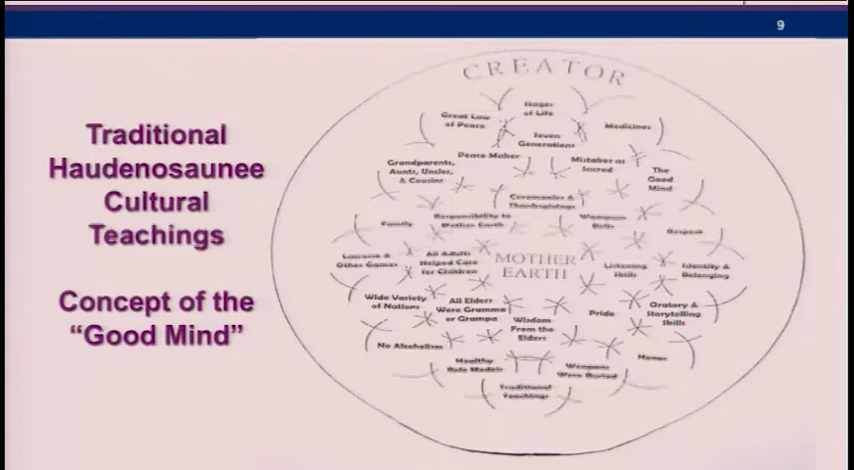 9
Traditional
Haudenosaunee
Cultural
Teachings
Concept of the
“Good Mind”
CREATOR
Stages
of Life
Great Law
of Peace
Medicines
Seven
Generations
Peace Maker
Mistakes as
Sacred
Grandparents,
Aunts, Uncles,
& Cousins
The
Good
Mind
Ceremonies &
Thanksgivings
Family
Responsibility to
Mother Earth
Wampum
Belts
Respect
Lacrosse &
Other Games
All Adults
Helped Care
for Children
MOTHER
EARTH
Listening
Skills
Identity &
Belonging
Wide Variety
of Nations
All Elders
Were Gramma
or Grampa
Wisdom
From the
Elders
Pride
Oratory &
Storytelling
Skills
No Alcoholism
Healthy
Role Models
Weapons
Were Buried
Honor
Traditional
Teachings